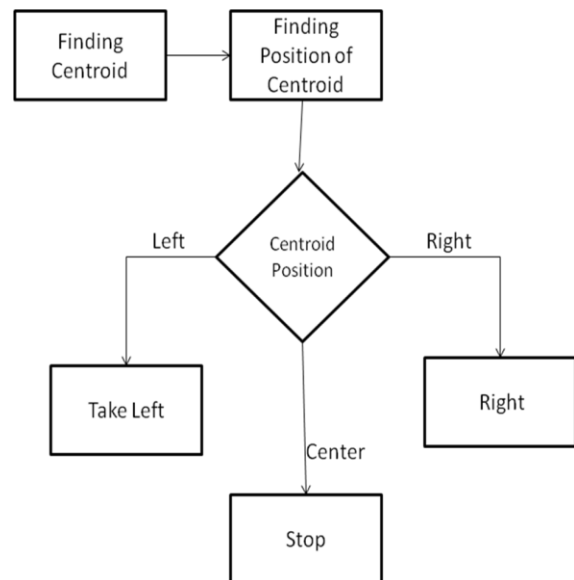 Finding
Centroid
Finding
Position of
Centroid
Left
Centroid
Position
Right
Take Left
Right
Center
Stop